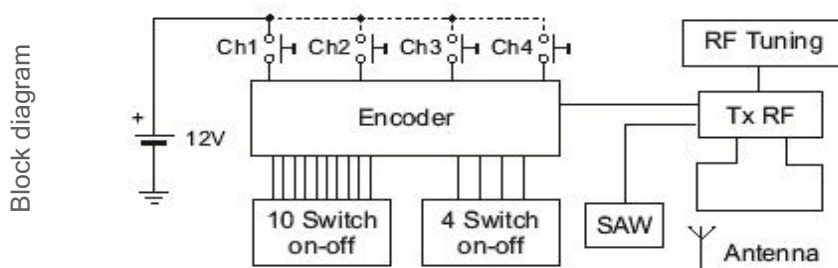 Block diagram
Ch1 Ch2 Ch3 Ch4
RF Tuning
Encoder
Tx RF
+
12V
10 Switch
on-off
4 Switch
on-off
SAW
Antenna